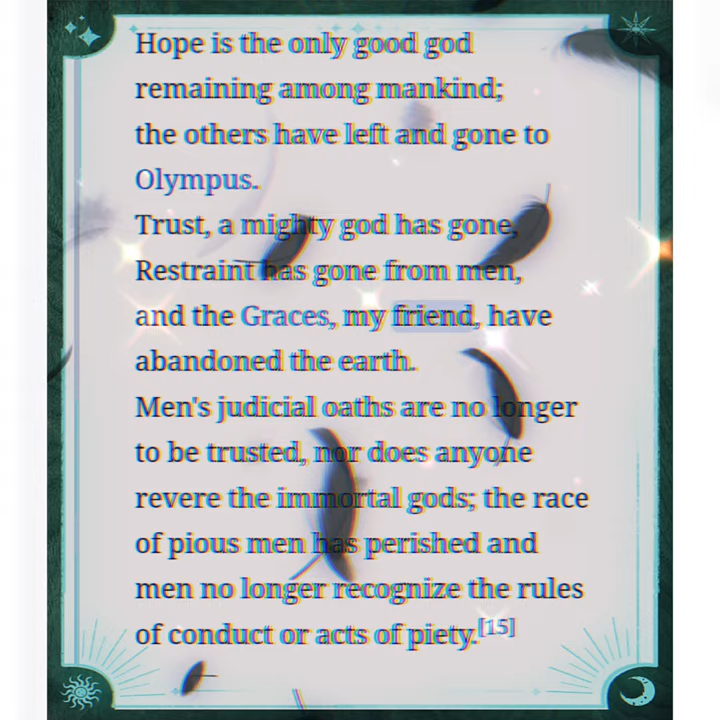 Hope is the only good god
remaining among mankind;
the others have left and gone to
Olympus.
Trust, a mighty god has gone,
Restraint has gone from men,
and the Graces, my friend, have
abandoned the earth.
Men's judicial oaths are no longer
to be trusted, nor does anyone
revere the immortal gods; the race
of pious men has perished and
men no longer recognize the rules
of conduct or acts of piety.[15]